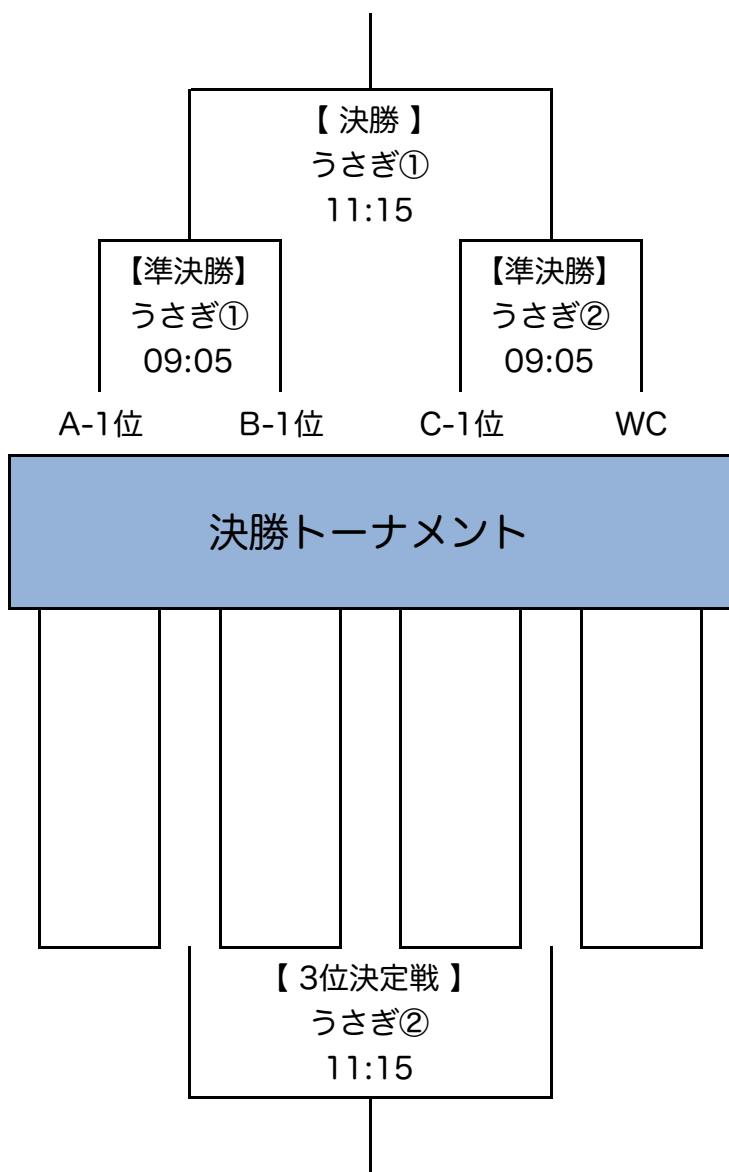 【 決勝 】
うさぎ①
11:15
【準決勝】
うさぎ①
09:05
【準決勝】
うさぎ②
09:05
A-1位
B-1位
C-1位
WC
決勝トーナメント
【 3位決定戦 】
うさぎ②
11:15